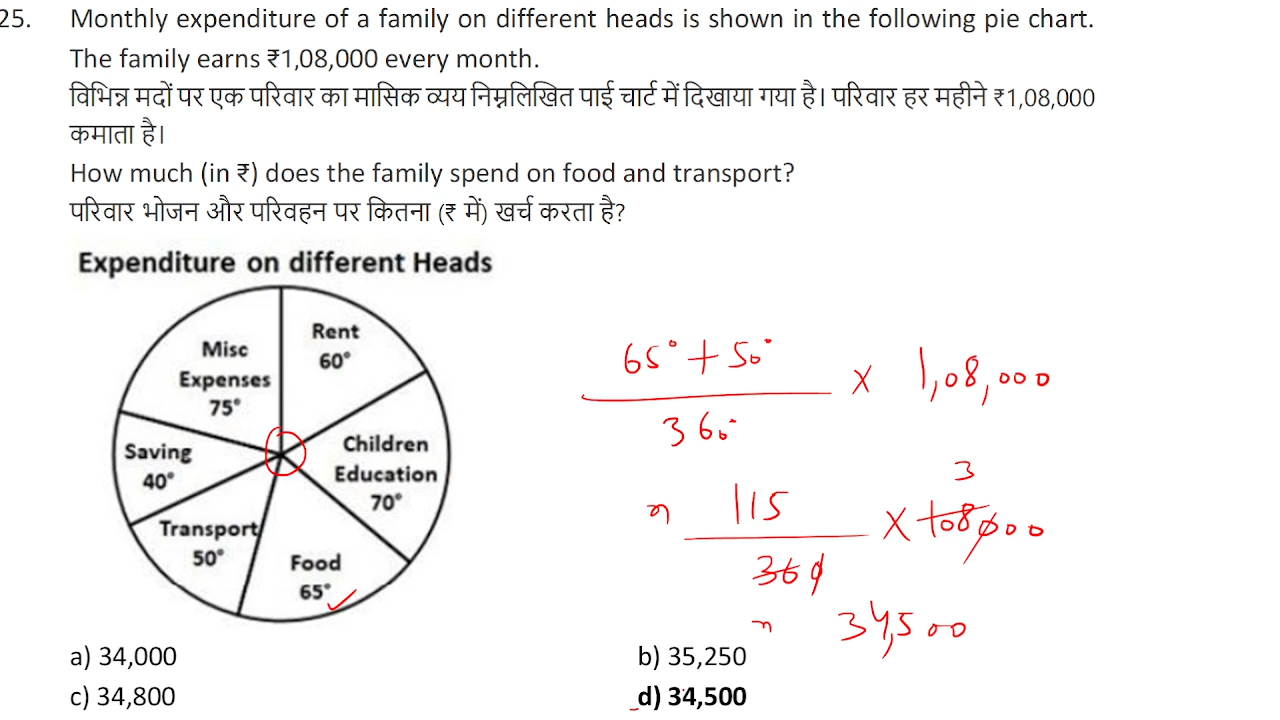 25. Monthly expenditure of a family on different heads is shown in the following pie chart.
The family earns ₹1,08,000 every month.
विभिन्न मदों पर एक परिवार का मासिक व्यय निम्नलिखित पाई चार्ट में दिखाया गया है। परिवार हर महीने ₹1,08,000
कमाता है।
How much (in ₹) does the family spend on food and transport?
परिवार भोजन और परिवहन पर कितना (₹ में) खर्च करता है?
Expenditure on different Heads
Rent
60°
Misc
Expenses
75°
Children
Education
70°
Saving
40°
Transport
50°
Food
65°
65° + 50°
360°
x 1,08,000
115
360
x 108000
3
34,500
a) 34,000
b) 35,250
c) 34,800
d) 34,500